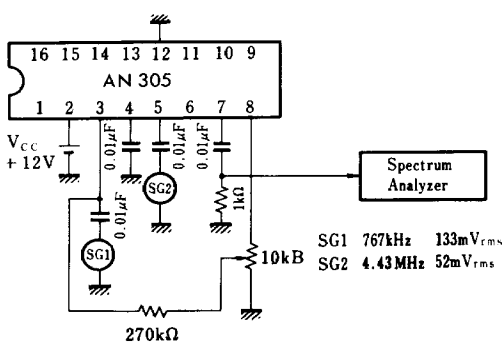 16 15 14 13 12 11 10 9
AN 305
1 2 3 4 5 6 7 8
VCC
+12V
0.01μF
0.01μF
0.01μF
0.01μF
SG2
SG1
1kΩ
10kB
270kΩ
Spectrum
Analyzer
SG1 767kHz 133mVrms
SG2 4.43MHz 52mVrms